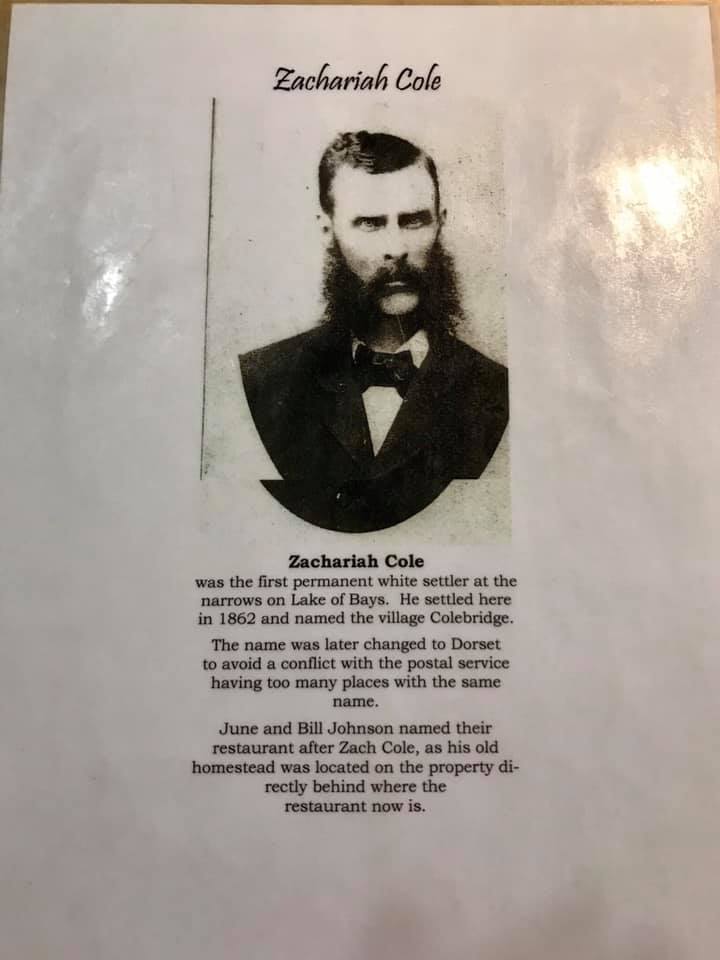 Zachariah Cole
Zachariah Cole
was the first permanent white settler at the
narrows on Lake of Bays. He settled here
in 1862 and named the village Colebridge.
The name was later changed to Dorset
to avoid a conflict with the postal service
having too many places with the same
name.
June and Bill Johnson named their
restaurant after Zach Cole, as his old
homestead was located on the property di-
rectly behind where the
restaurant now is.